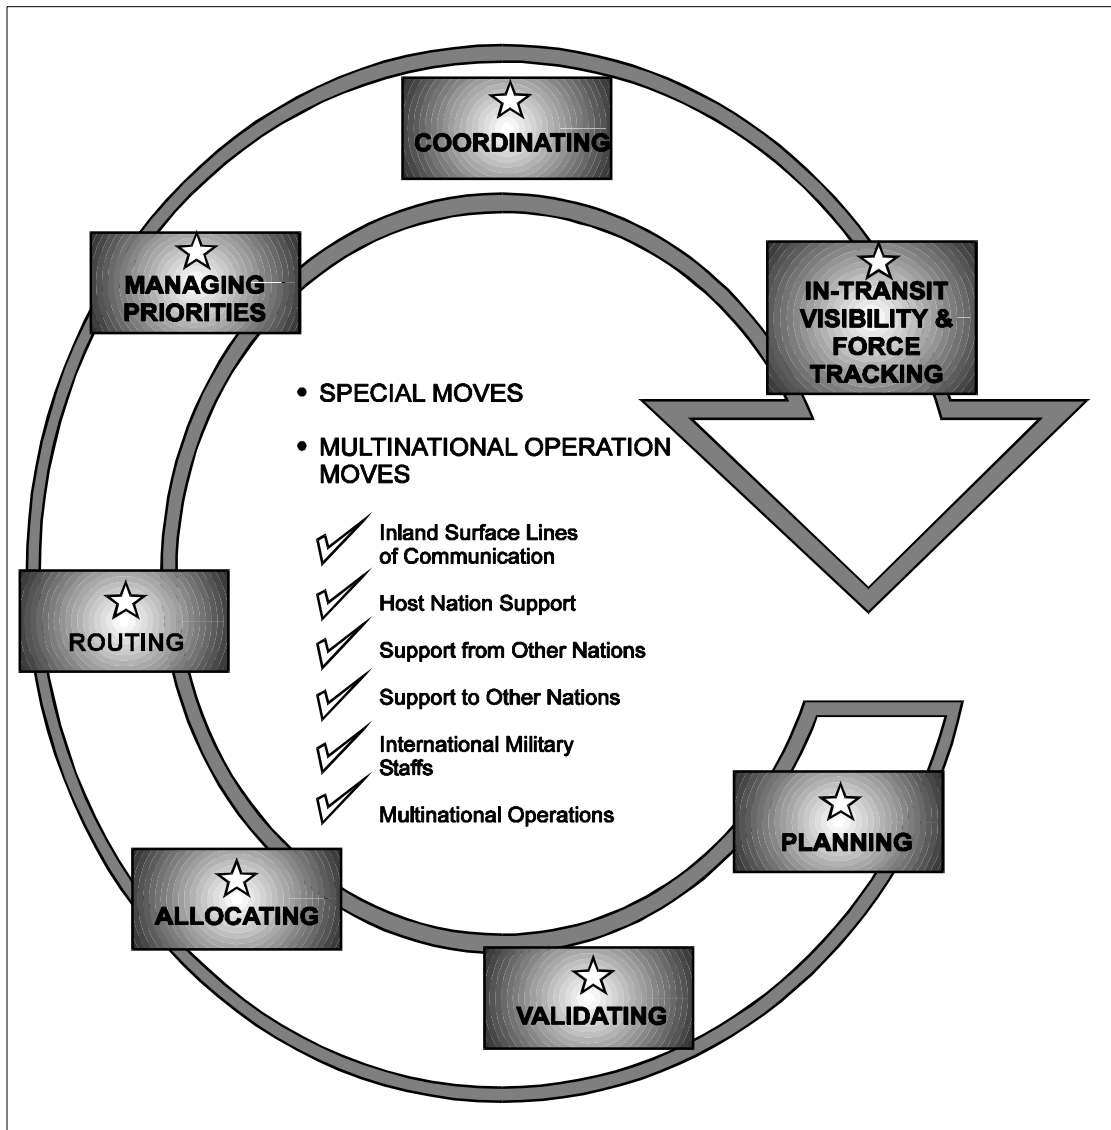 COORDINATING
MANAGING
PRIORITIES
IN-TRANSIT
VISIBILITY &
FORCE
TRACKING
• SPECIAL MOVES
• MULTINATIONAL OPERATION
MOVES
Inland Surface Lines
of Communication
Host Nation Support
Support from Other Nations
Support to Other Nations
International Military
Staffs
Multinational Operations
ROUTING
PLANNING
ALLOCATING
VALIDATING